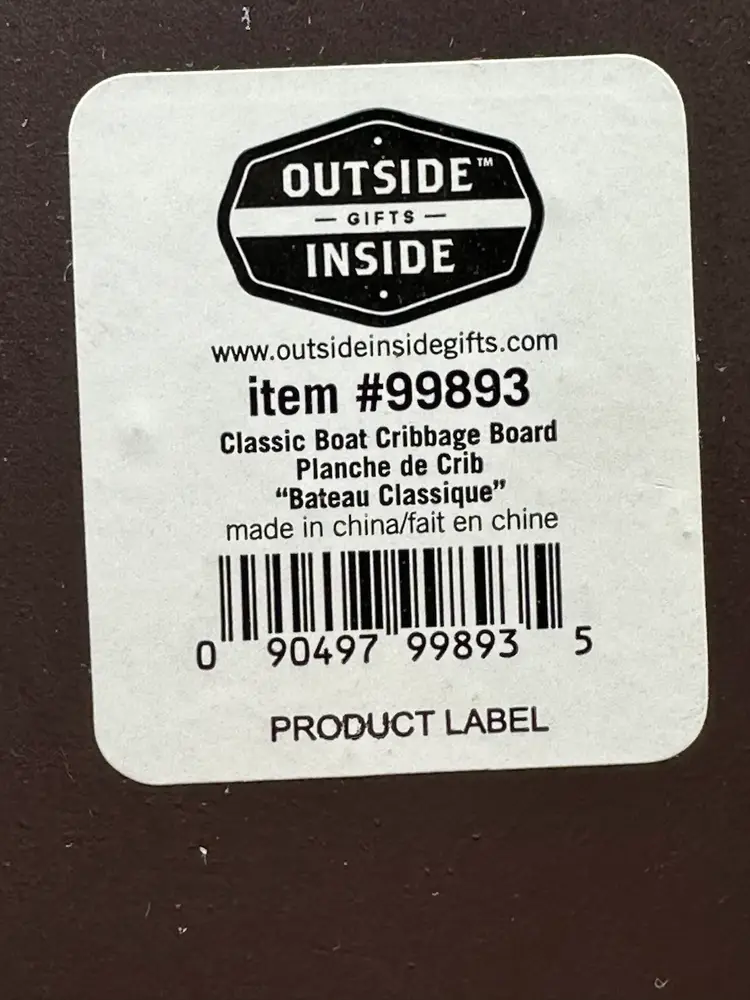 OUTSIDE™
— GIFTS —
INSIDE
www.outsideinsidegifts.com
item #99893
Classic Boat Cribbage Board
Planche de Crib
“Bateau Classique”
made in china/fait en chine
0 90497 99893 5
PRODUCT LABEL